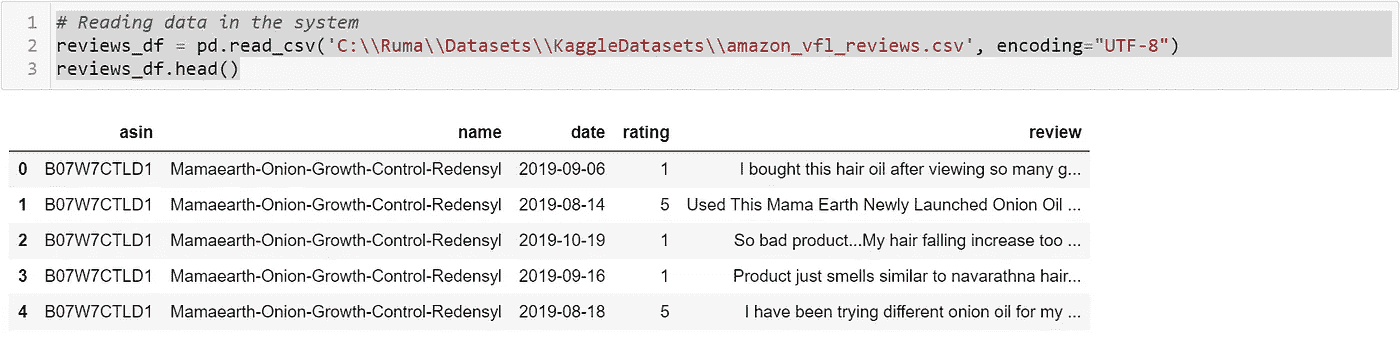 1 # Reading data in the system
2 reviews_df = pd.read_csv('C:\\Ruma\\Datasets\\KaggleDatasets\\amazon_vfl_reviews.csv', encoding="UTF-8")
3 reviews_df.head()
asin name date rating review
0 B07W7CTLD1 Mamaearth-Onion-Growth-Control-Redensyl 2019-09-06 1 I bought this hair oil after viewing so many g...
1 B07W7CTLD1 Mamaearth-Onion-Growth-Control-Redensyl 2019-08-14 5 Used This Mama Earth Newly Launched Onion Oil ...
2 B07W7CTLD1 Mamaearth-Onion-Growth-Control-Redensyl 2019-10-19 1 So bad product...My hair falling increase too ...
3 B07W7CTLD1 Mamaearth-Onion-Growth-Control-Redensyl 2019-09-16 1 Product just smells similar to navarathna hair...
4 B07W7CTLD1 Mamaearth-Onion-Growth-Control-Redensyl 2019-08-18 5 I have been trying different onion oil for my ...